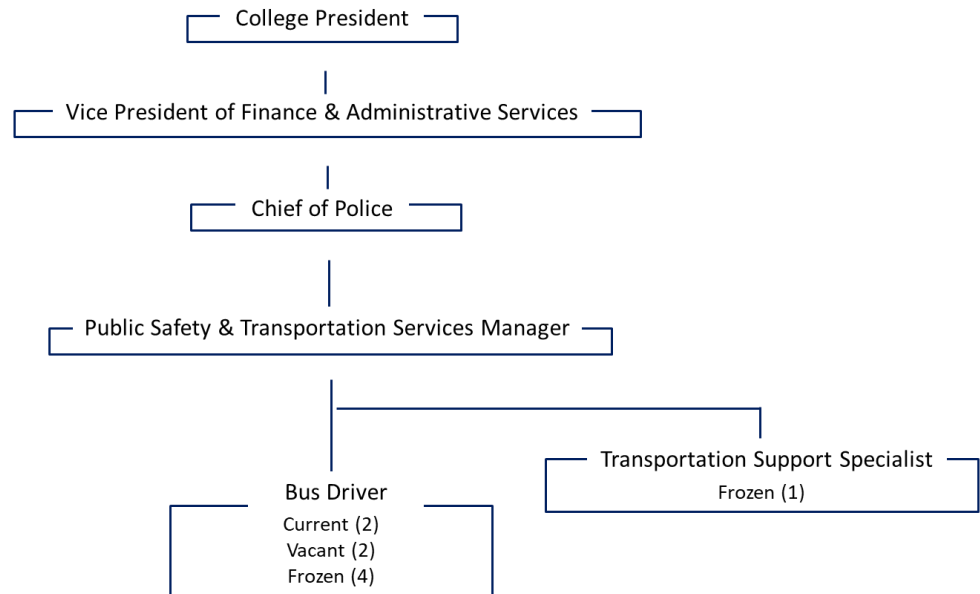 College President
Vice President of Finance & Administrative Services
Chief of Police
Public Safety & Transportation Services Manager
Transportation Support Specialist
Frozen (1)
Bus Driver
Current (2)
Vacant (2)
Frozen (4)